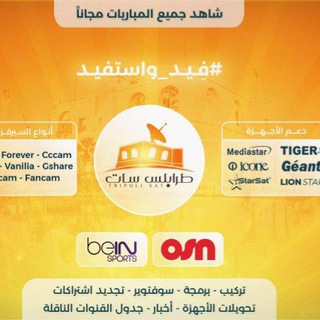 شاهد جميع المباريات مجاناً
#فِيد_واستفيد
أنواع السيرفر
Forever - Cccam
- Vanilia - Gshare
cam - Fancam
طرابلس سات
TRIPOLI SAT
دعم الأجهزة
Mediastar TIGER
icone Géant
StarSat LION STAR
beIN
SPORTS
OSN
تركيب - برمجة - سوفتوير - تجديد اشتراكات
تحويلات الأجهزة - أخبار - جدول القنوات الناقلة